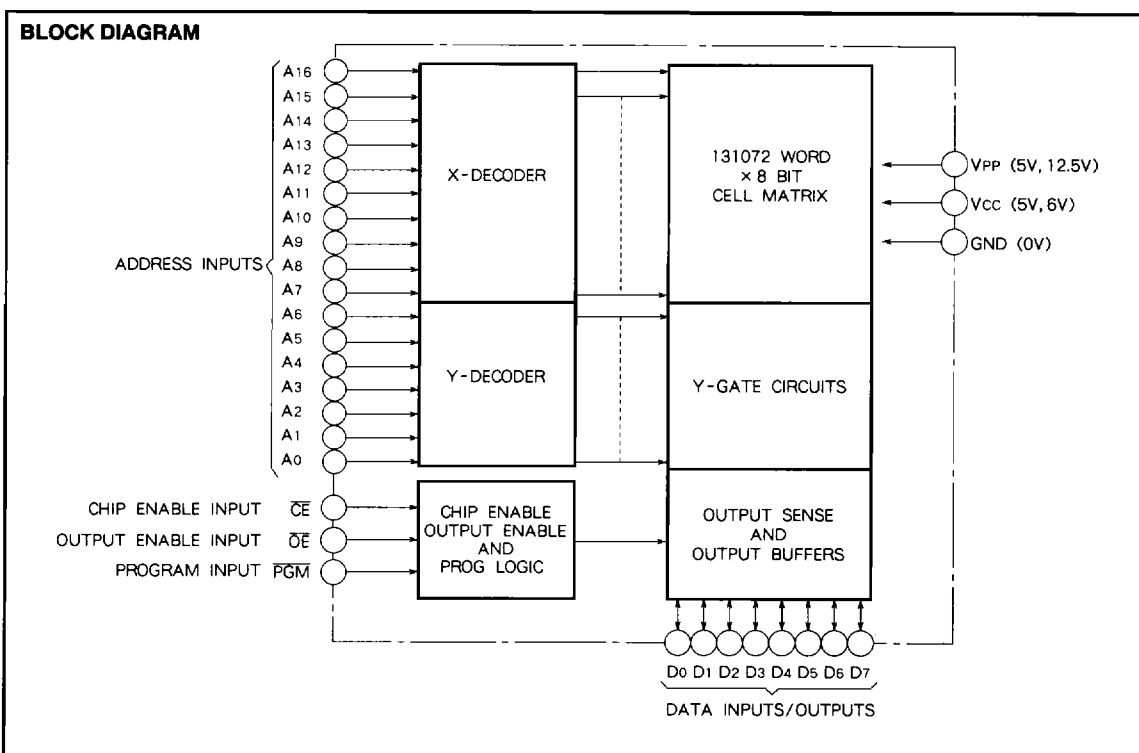 BLOCK DIAGRAM
A16
A15
A14
A13
A12
A11
A10
A9
A8
A7
A6
A5
A4
A3
A2
A1
A0
ADDRESS INPUTS
X-DECODER
Y-DECODER
131072 WORD
× 8 BIT
CELL MATRIX
VPP (5V, 12.5V)
VCC (5V, 6V)
GND (0V)
Y-GATE CIRCUITS
CHIP ENABLE INPUT C̅E̅
OUTPUT ENABLE INPUT O̅E̅
PROGRAM INPUT P̅G̅M̅
CHIP ENABLE
OUTPUT ENABLE
AND
PROG LOGIC
OUTPUT SENSE
AND
OUTPUT BUFFERS
D0 D1 D2 D3 D4 D5 D6 D7
DATA INPUTS/OUTPUTS